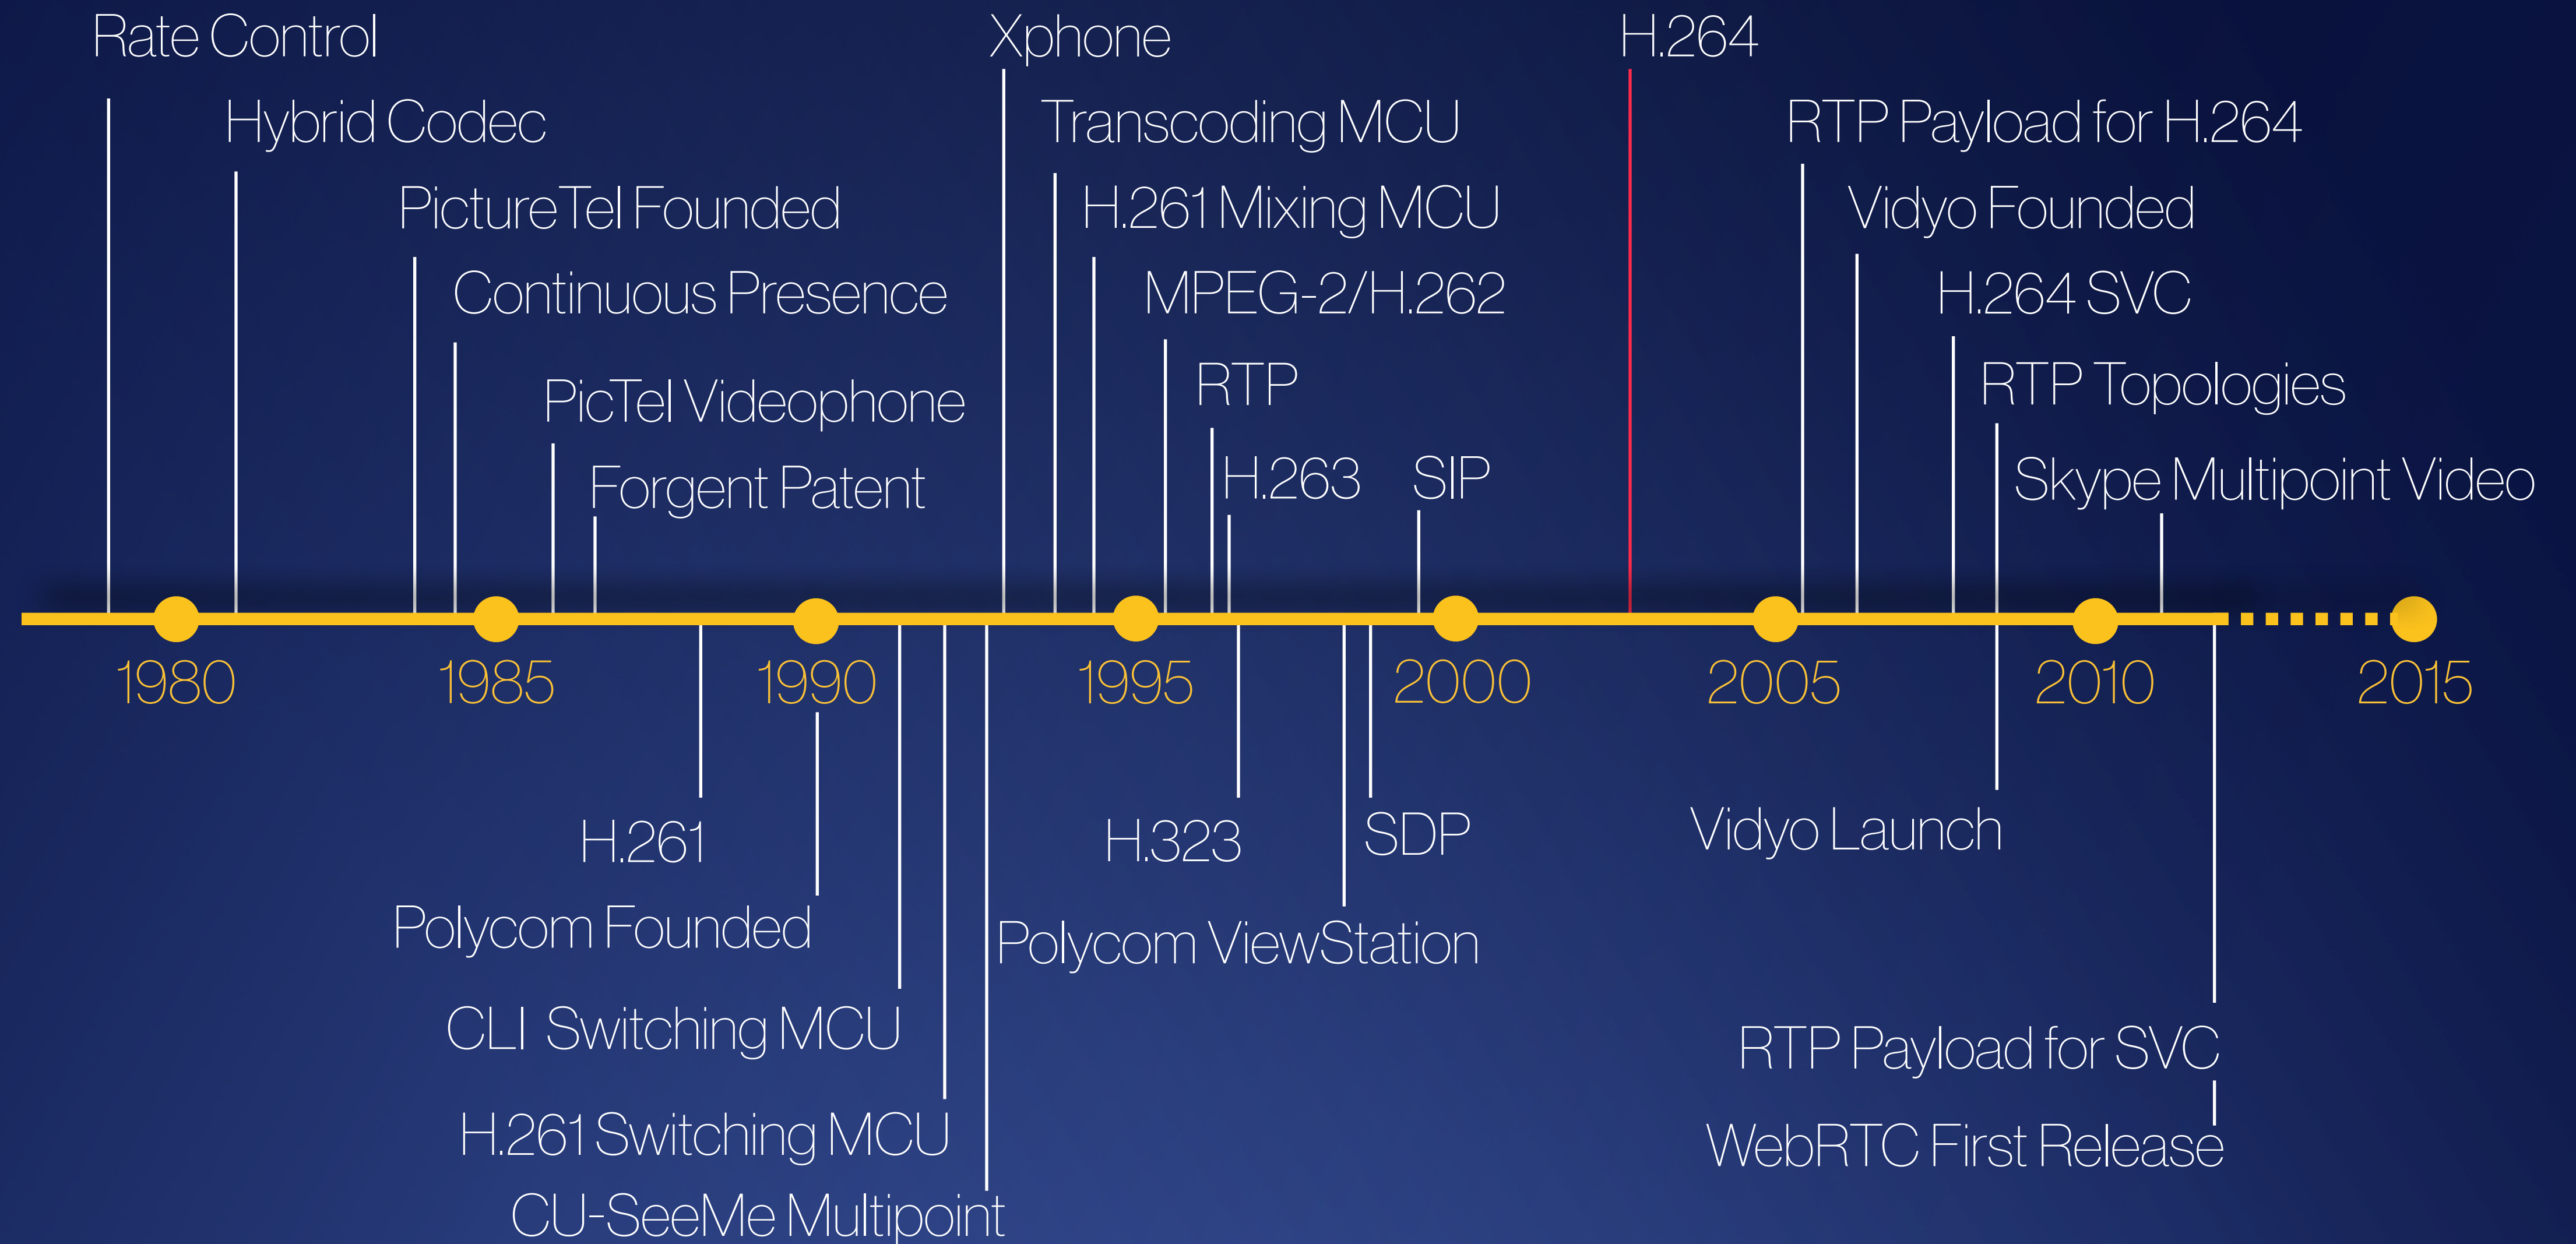 Rate Control
Xphone
H.264
Hybrid Codec
Transcoding MCU
RTP Payload for H.264
PictureTel Founded
H.261 Mixing MCU
Vidyo Founded
Continuous Presence
MPEG-2/H.262
H.264 SVC
PicTel Videophone
RTP
RTP Topologies
Forgent Patent
H.263
SIP
Skype Multipoint Video
1980
1985
1990
1995
2000
2005
2010
2015
H.261
H.323
SDP
Vidyo Launch
Polycom Founded
Polycom ViewStation
CLI Switching MCU
RTP Payload for SVC
H.261 Switching MCU
WebRTC First Release
CU-SeeMe Multipoint